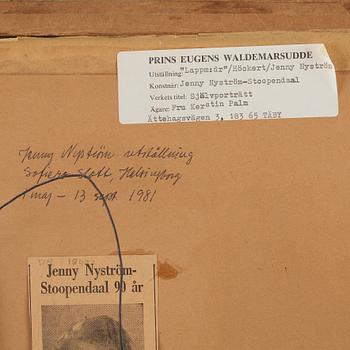 PRINS EUGENS WALDEMARSUDDE
Utställning: "Lappmödr"/Höckert/Jenny Nyström
Konstnär: Jenny Nyström-Stoopendaal
Verkets titel: Självporträtt
Ägare: Fru Kerstin Palm
Ättehagsvägen 3, 183 65 TÄBY
Jenny Nyström utställning
Sofiero Slott, Helsingborg
1 maj - 13 sept 1981
Jenny Nyström-
Stoopendaal 90 år